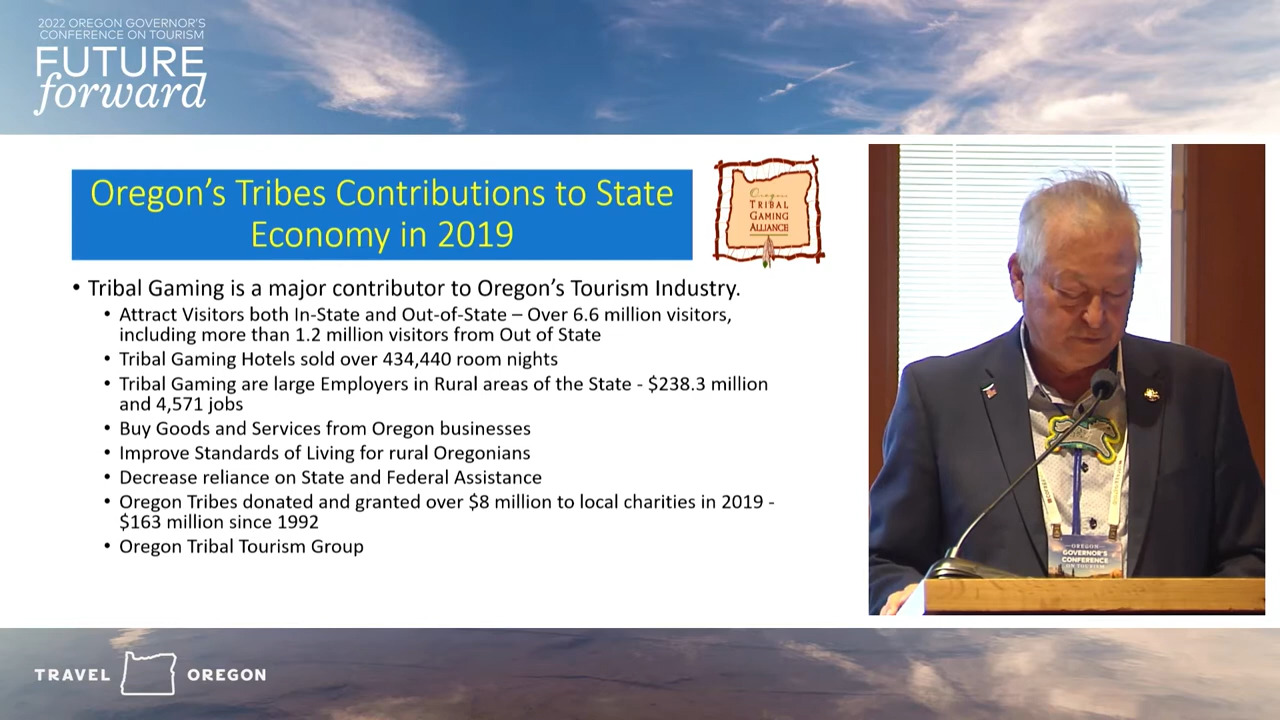 2022 OREGON GOVERNOR'S
CONFERENCE ON TOURISM
FUTURE
forward
Oregon's Tribes Contributions to State
Economy in 2019
Oregon
TRIBAL
GAMING
ALLIANCE
• Tribal Gaming is a major contributor to Oregon's Tourism Industry.
• Attract Visitors both In-State and Out-of-State – Over 6.6 million visitors,
including more than 1.2 million visitors from Out of State
• Tribal Gaming Hotels sold over 434,440 room nights
• Tribal Gaming are large Employers in Rural areas of the State - $238.3 million
and 4,571 jobs
• Buy Goods and Services from Oregon businesses
• Improve Standards of Living for rural Oregonians
• Decrease reliance on State and Federal Assistance
• Oregon Tribes donated and granted over $8 million to local charities in 2019 -
$163 million since 1992
• Oregon Tribal Tourism Group
OREGON
GOVERNOR'S
CONFERENCE
ON TOURISM
TRAVEL OREGON